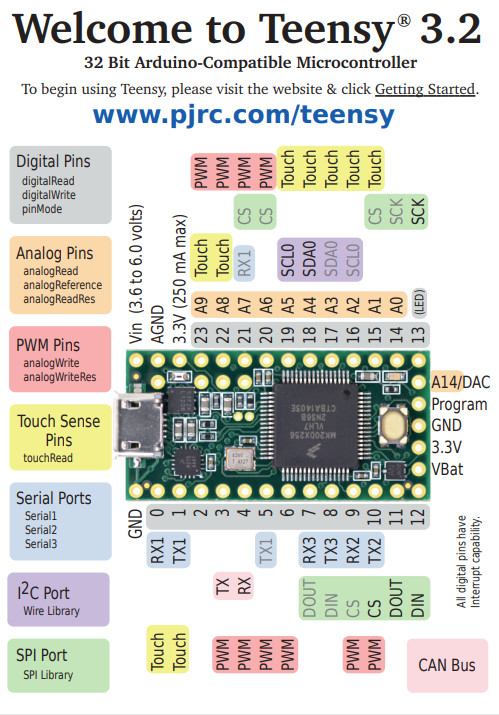 Welcome to Teensy® 3.2
32 Bit Arduino-Compatible Microcontroller
To begin using Teensy, please visit the website & click Getting Started.
www.pjrc.com/teensy
Digital Pins
digitalRead
digitalWrite
pinMode
Analog Pins
analogRead
analogReference
analogReadRes
PWM Pins
analogWrite
analogWriteRes
Touch Sense
Pins
touchRead
Serial Ports
Serial1
Serial2
Serial3
I²C Port
Wire Library
SPI Port
SPI Library
PWM PWM PWM PWM Touch Touch Touch Touch Touch
CS CS CS SCK SCK
Touch Touch RX1 SCL0 SDA0 SDA0 SCL0
Vin (3.6 to 6.0 volts)
AGND
3.3V (250 mA max)
A9 A8 A7 A6 A5 A4 A3 A2 A1 A0 (LED)
23 22 21 20 19 18 17 16 15 14 13
A14/DAC
Program
GND
3.3V
VBat
MK20DX256
VLH7
2N36B
GND 0 1 2 3 4 5 6 7 8 9 10 11 12
RX1 TX1 TX1 RX3 TX3 RX2 TX2
TX RX DOUT DIN CS CS DOUT DIN
Touch Touch PWM PWM PWM PWM PWM PWM
All digital pins have
Interrupt capability.
CAN Bus